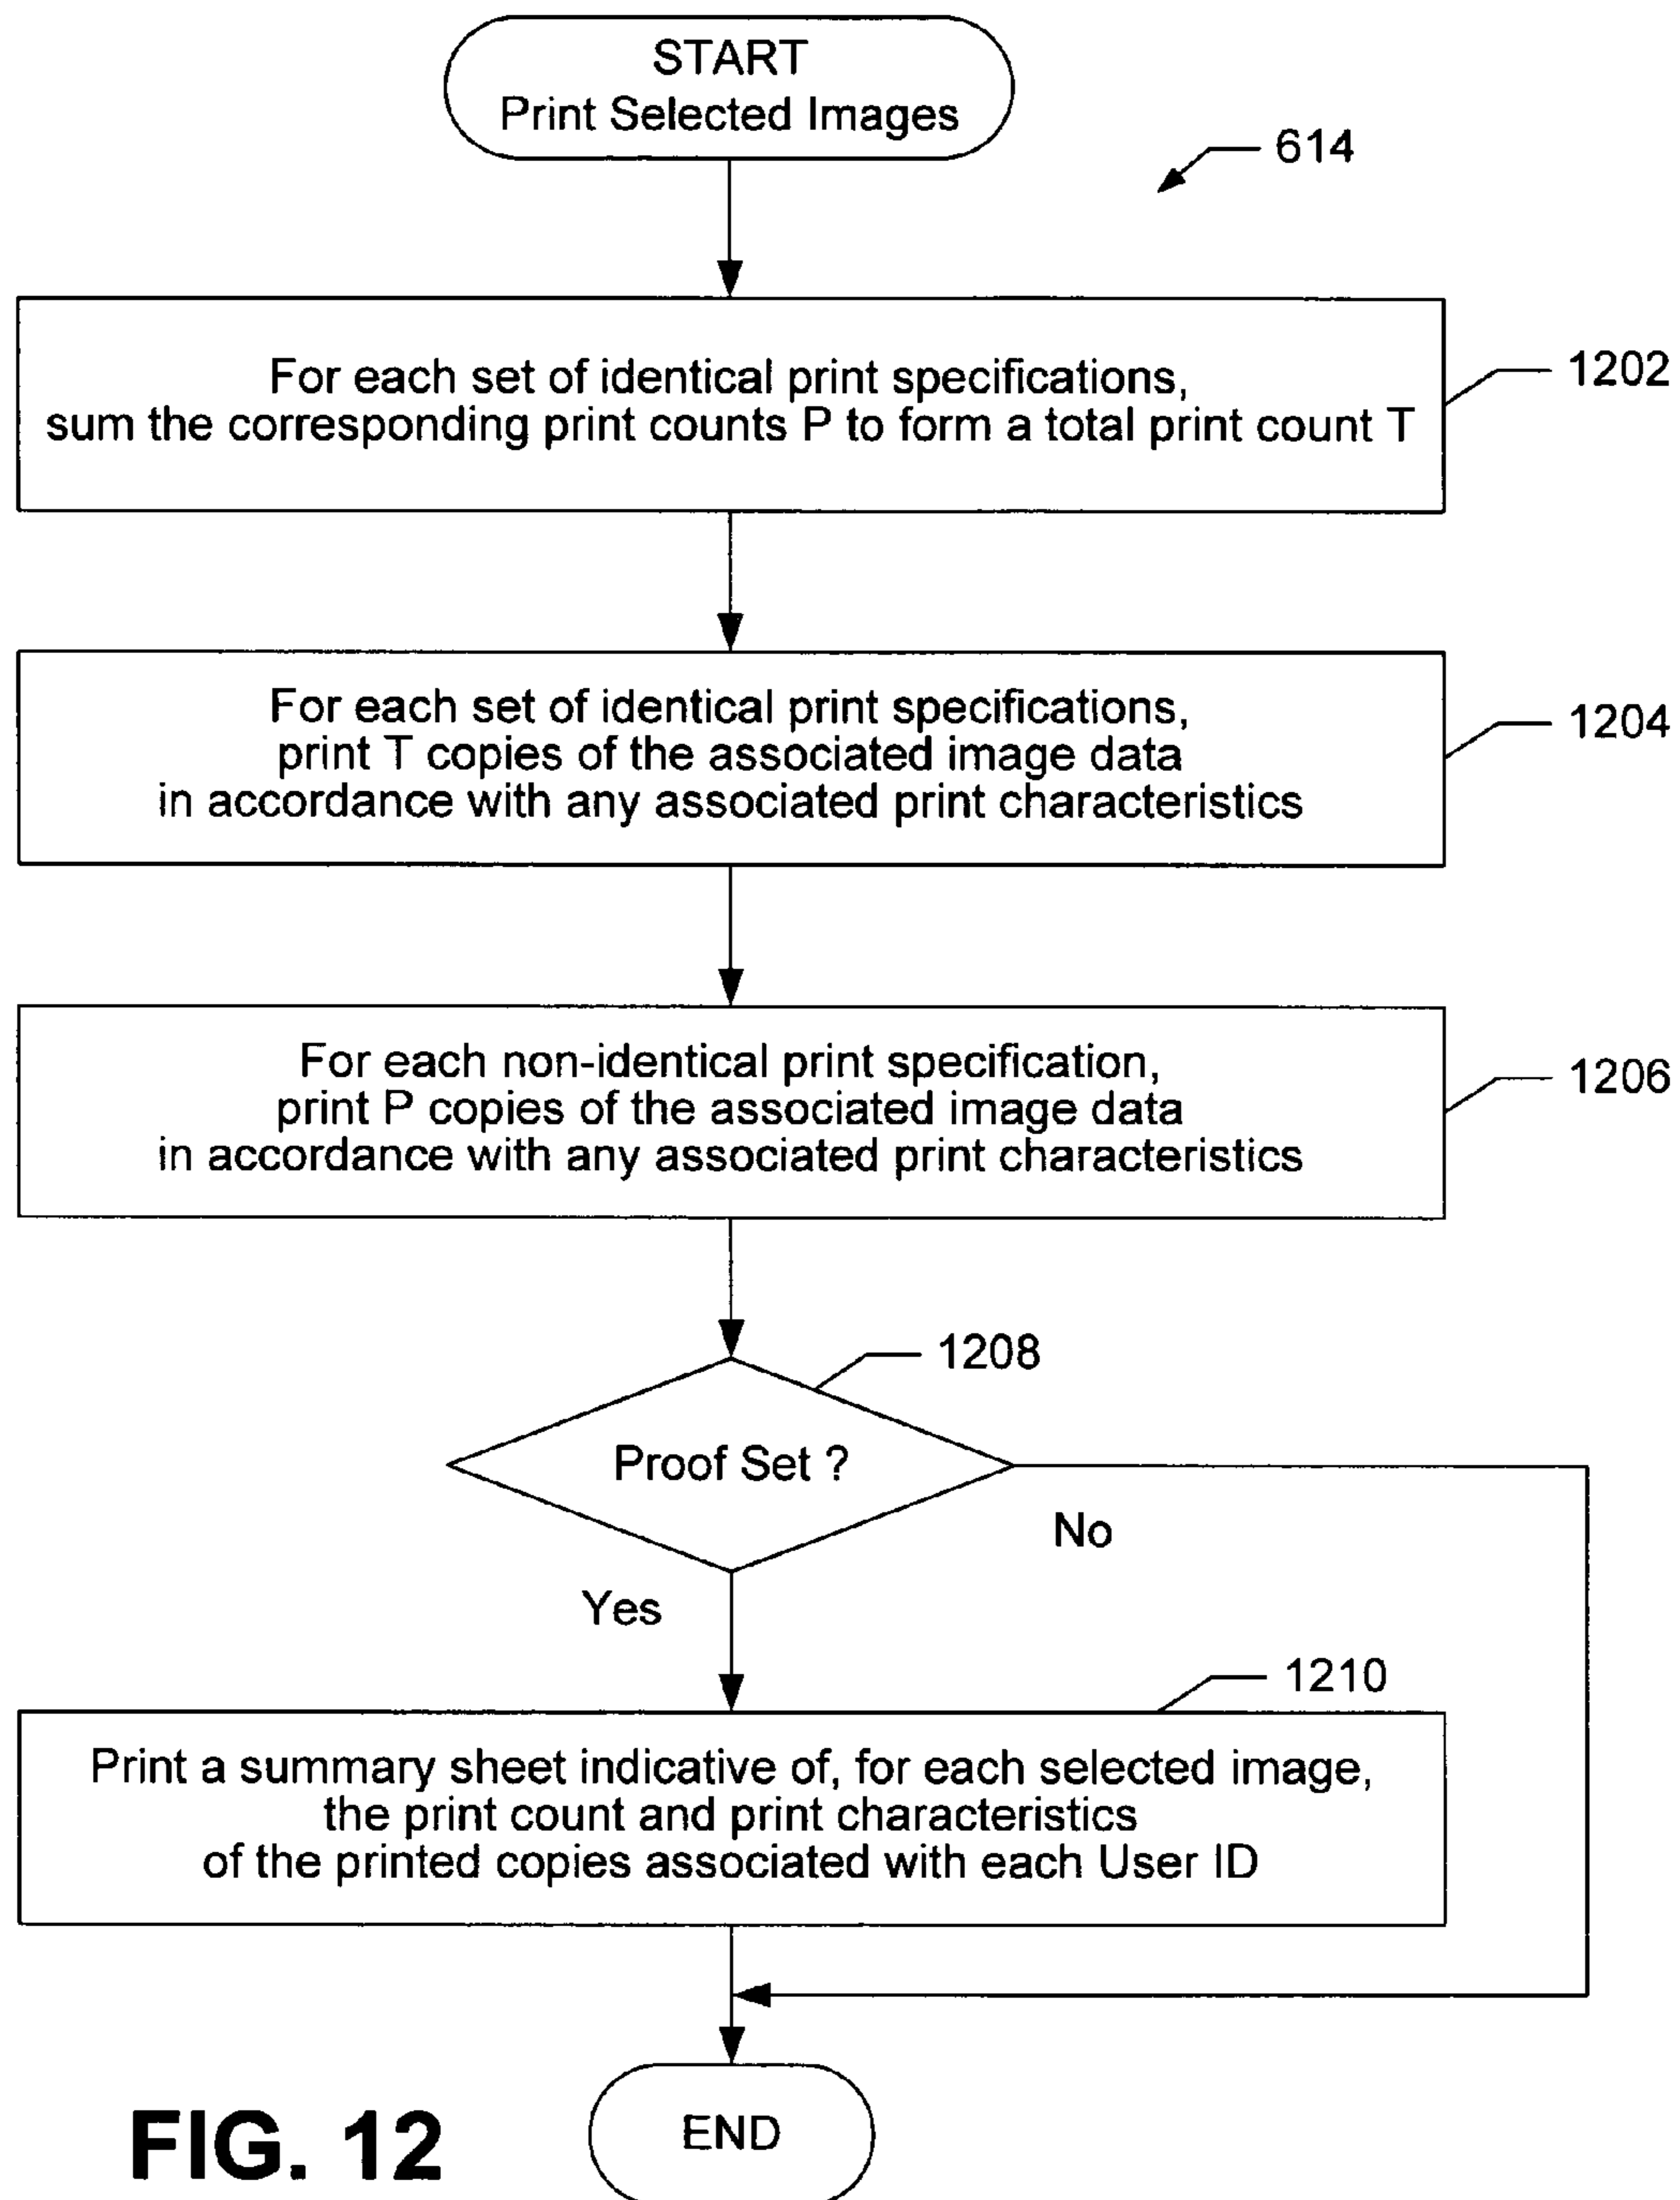 START
Print Selected Images
614
For each set of identical print specifications,
sum the corresponding print counts P to form a total print count T
1202
For each set of identical print specifications,
print T copies of the associated image data
in accordance with any associated print characteristics
1204
For each non-identical print specification,
print P copies of the associated image data
in accordance with any associated print characteristics
1206
1208
Proof Set ?
No
Yes
1210
Print a summary sheet indicative of, for each selected image,
the print count and print characteristics
of the printed copies associated with each User ID
END
FIG. 12